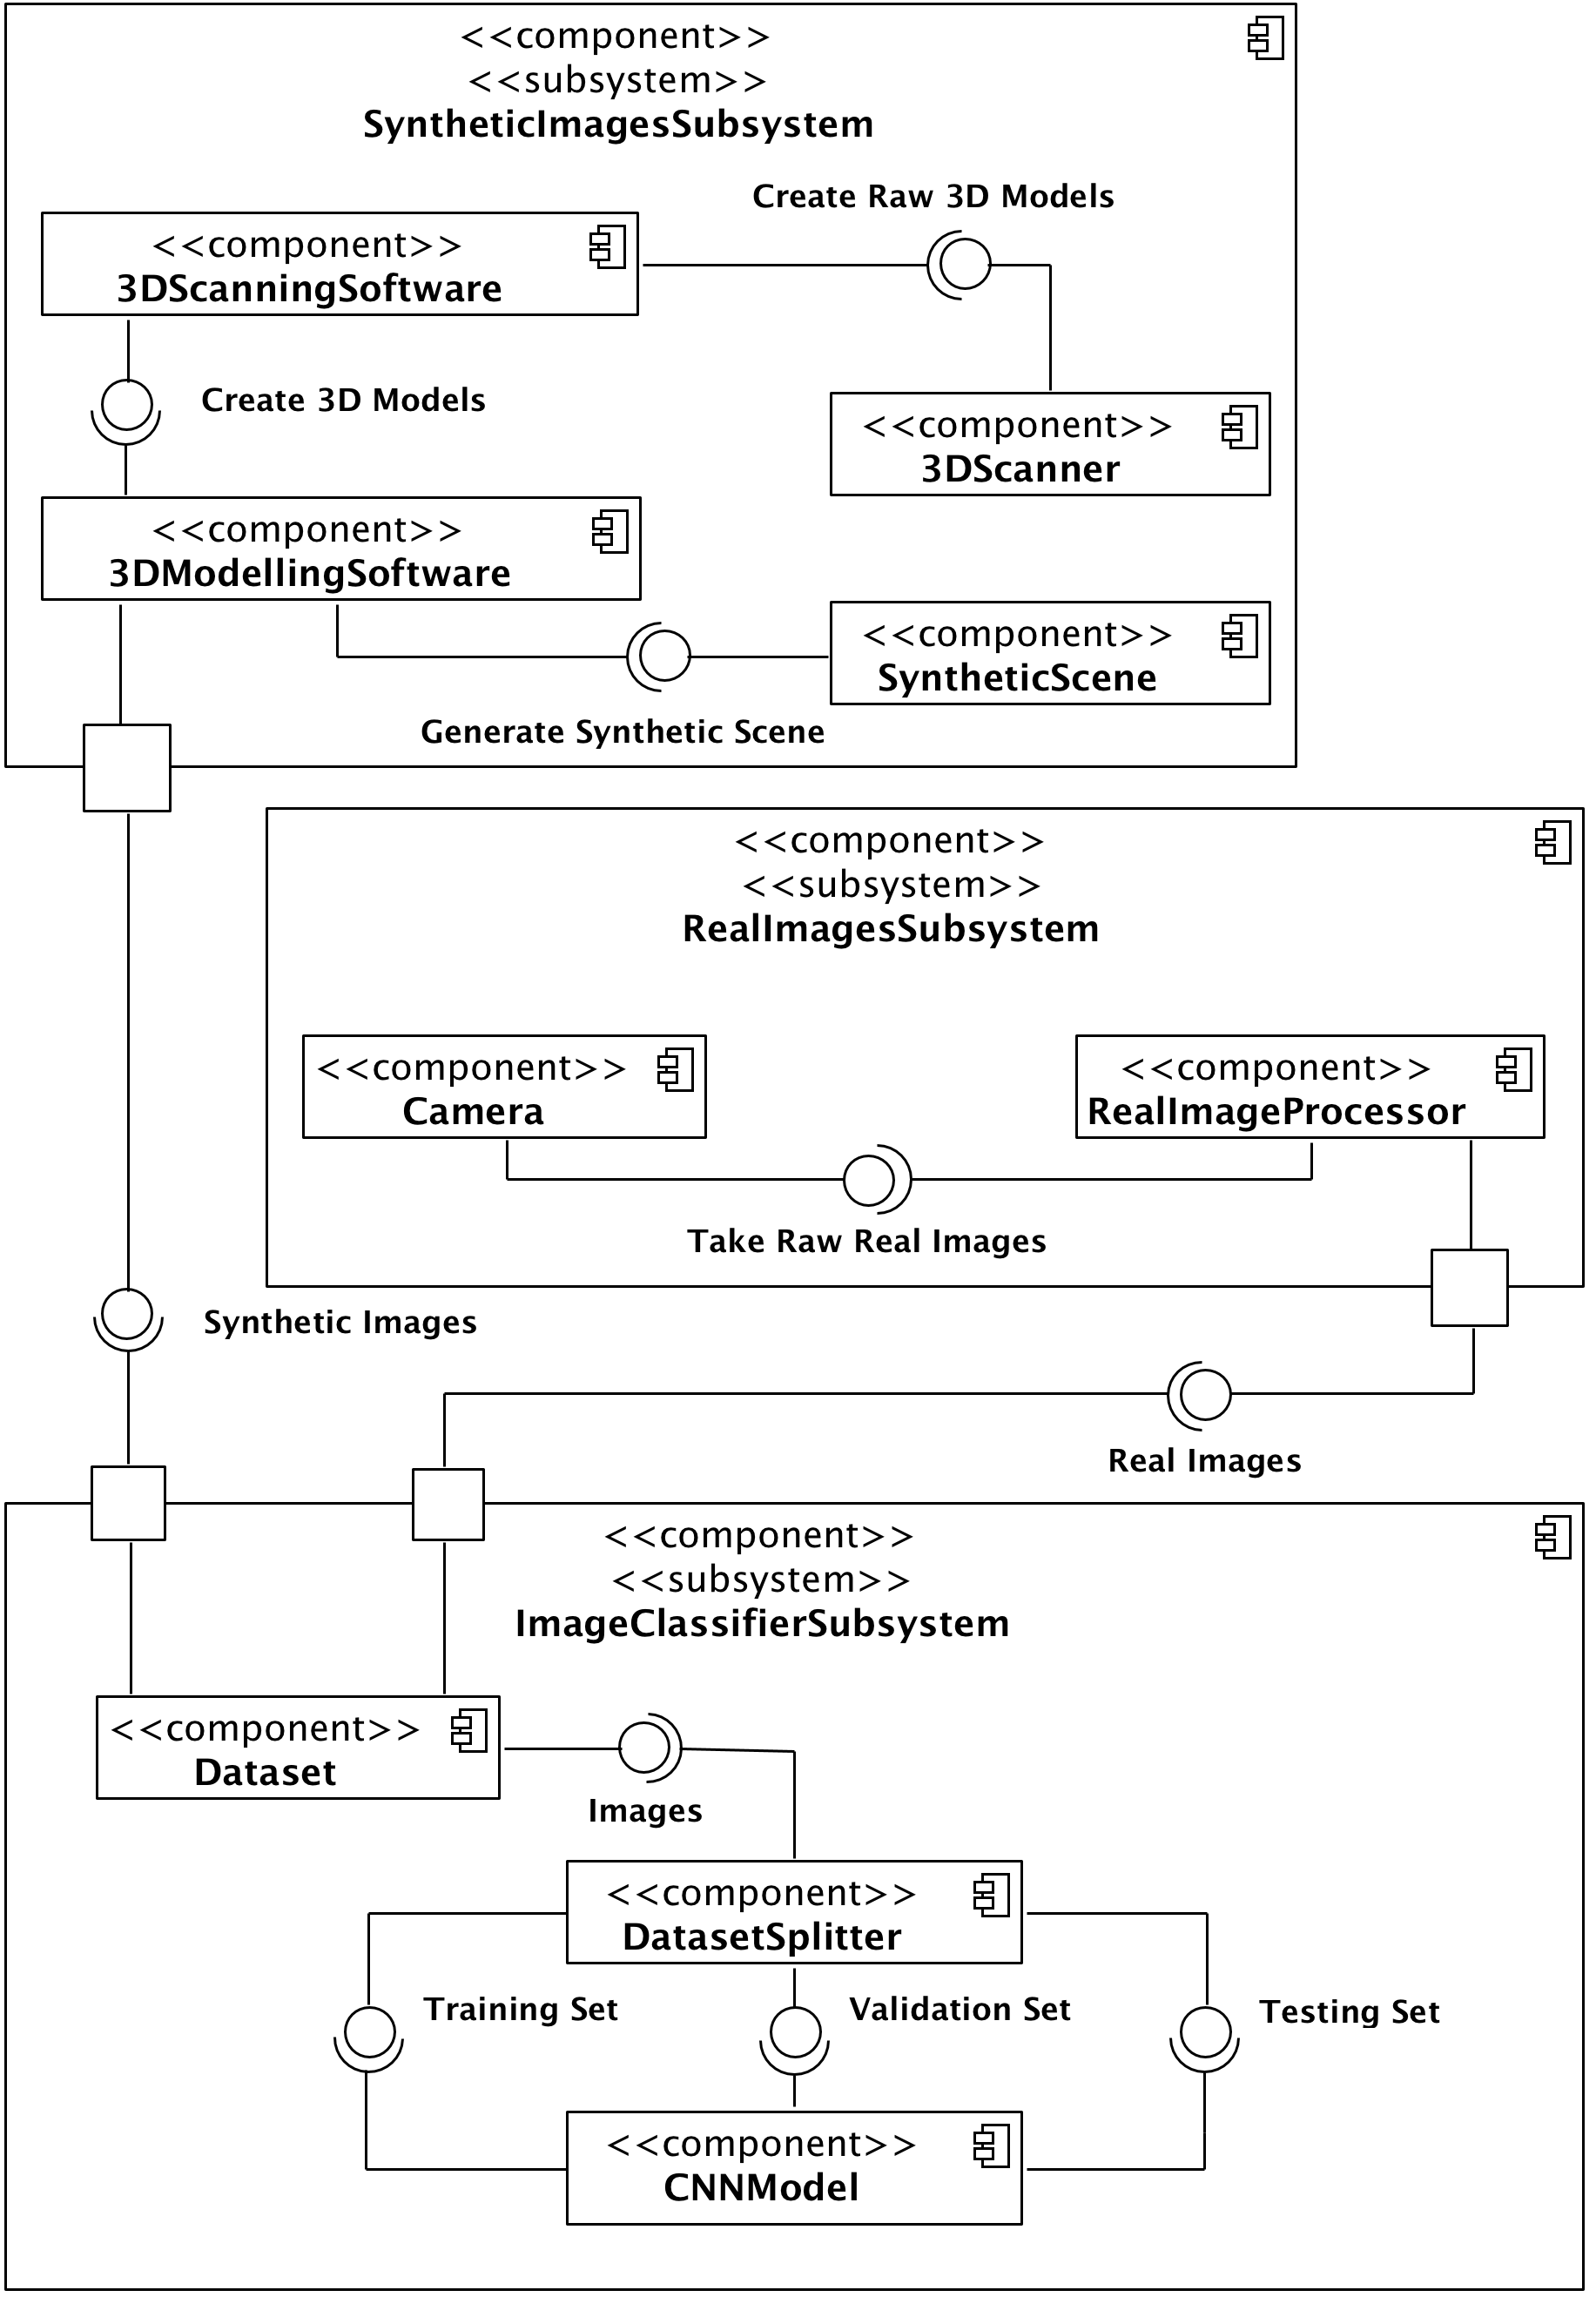 <<component>>
<<subsystem>>
SyntheticImagesSubsystem
Create Raw 3D Models
<<component>>
3DScanningSoftware
Create 3D Models
<<component>>
3DScanner
<<component>>
3DModellingSoftware
<<component>>
SyntheticScene
Generate Synthetic Scene
<<component>>
<<subsystem>>
RealImagesSubsystem
<<component>>
Camera
<<component>>
RealImageProcessor
Take Raw Real Images
Synthetic Images
Real Images
<<component>>
<<subsystem>>
ImageClassifierSubsystem
<<component>>
Dataset
Images
<<component>>
DatasetSplitter
Training Set
Validation Set
Testing Set
<<component>>
CNNModel